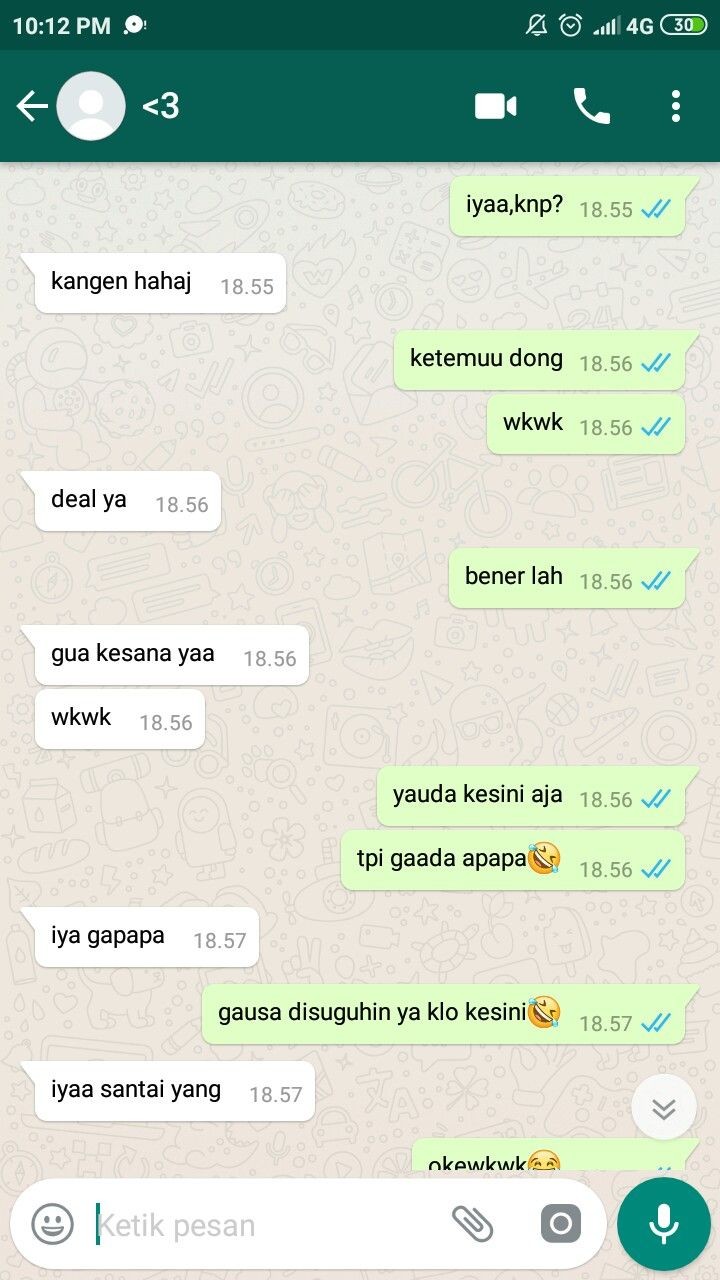 10:12 PM 4G 30
<3
iyaa,knp? 18.55
kangen hahaj 18.55
ketemuu dong 18.56
wkwk 18.56
deal ya 18.56
bener lah 18.56
gua kesana yaa 18.56
wkwk 18.56
yauda kesini aja 18.56
tpi gaada apapa🤣 18.56
iya gapapa 18.57
gausa disuguhin ya klo kesini🤣 18.57
iyaa santai yang 18.57
okewkwk😂
Ketik pesan